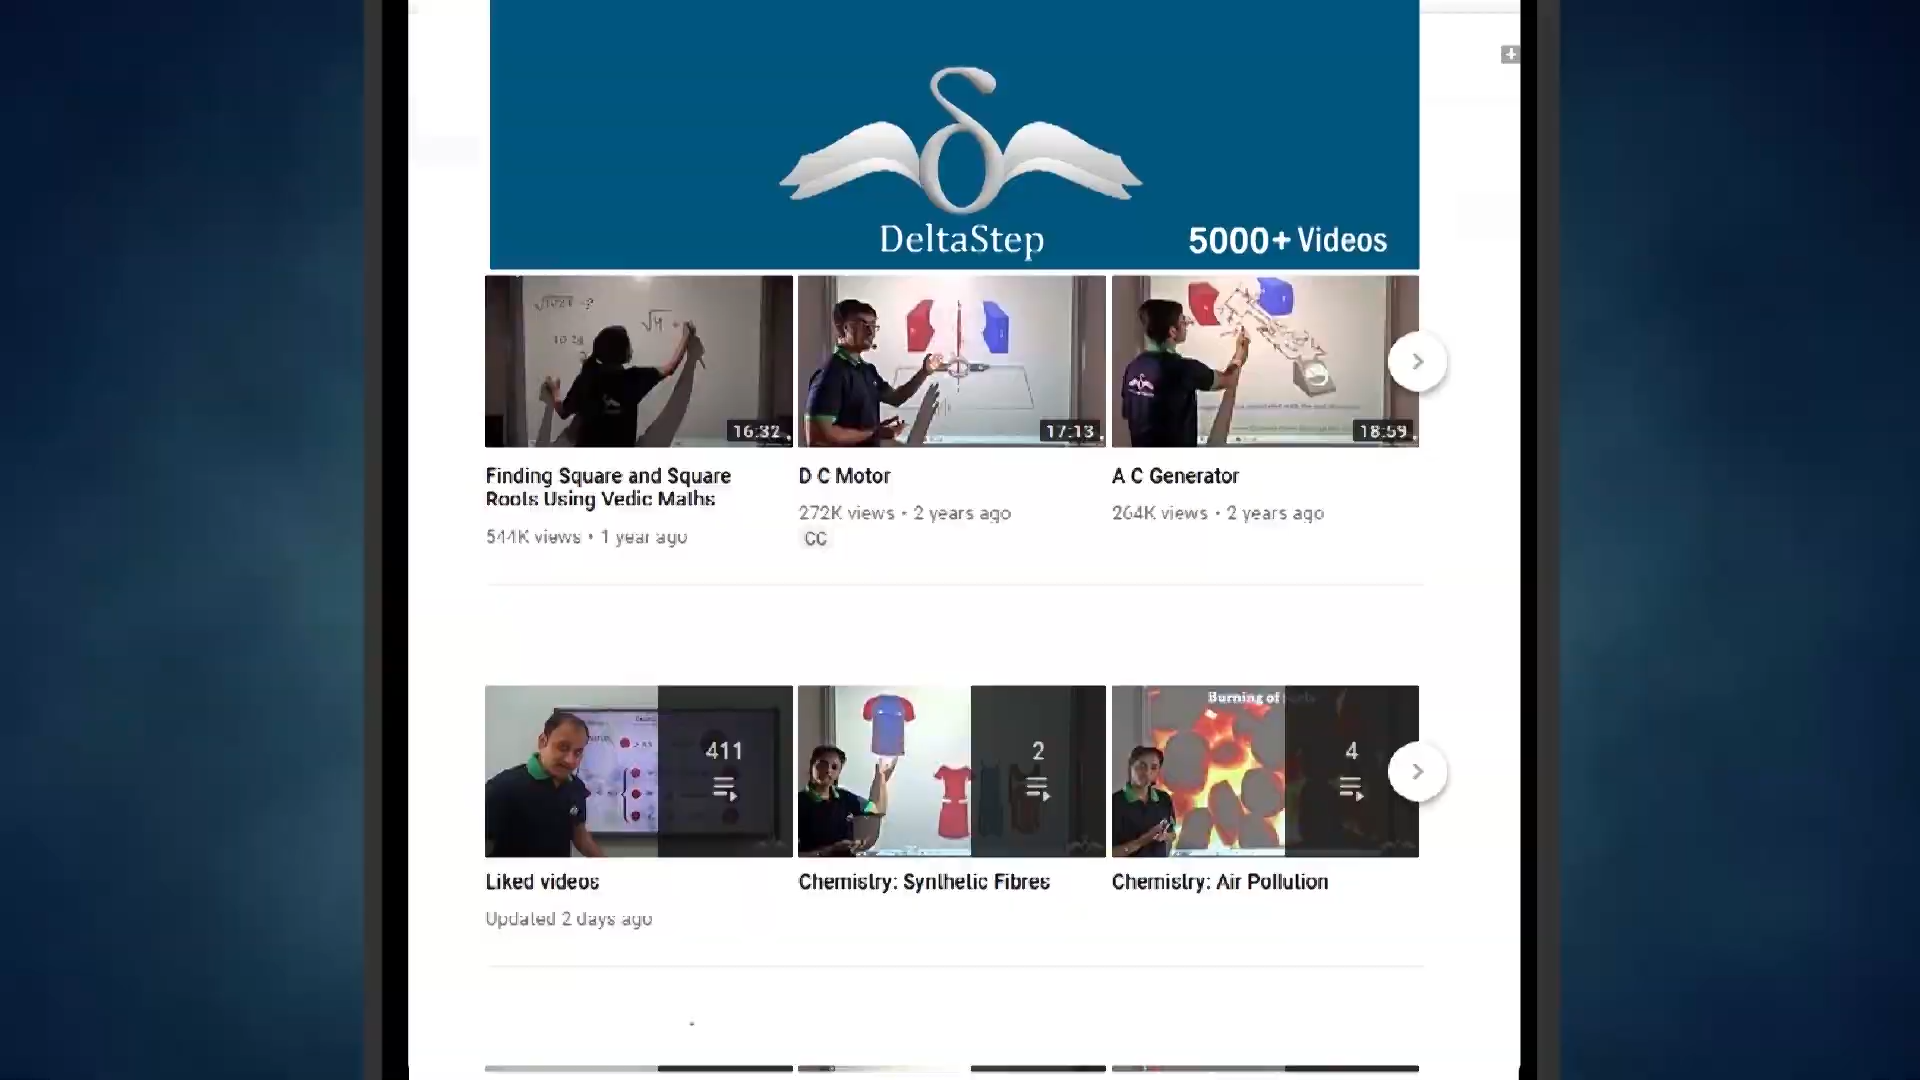 DeltaStep
5000+ Videos
16:32
17:13
18:59
Finding Square and Square
Roots Using Vedic Maths
544K views • 1 year ago
D C Motor
272K views • 2 years ago
CC
A C Generator
264K views • 2 years ago
411
2
Burning of
4
Liked videos
Updated 2 days ago
Chemistry: Synthetic Fibres
Chemistry: Air Pollution